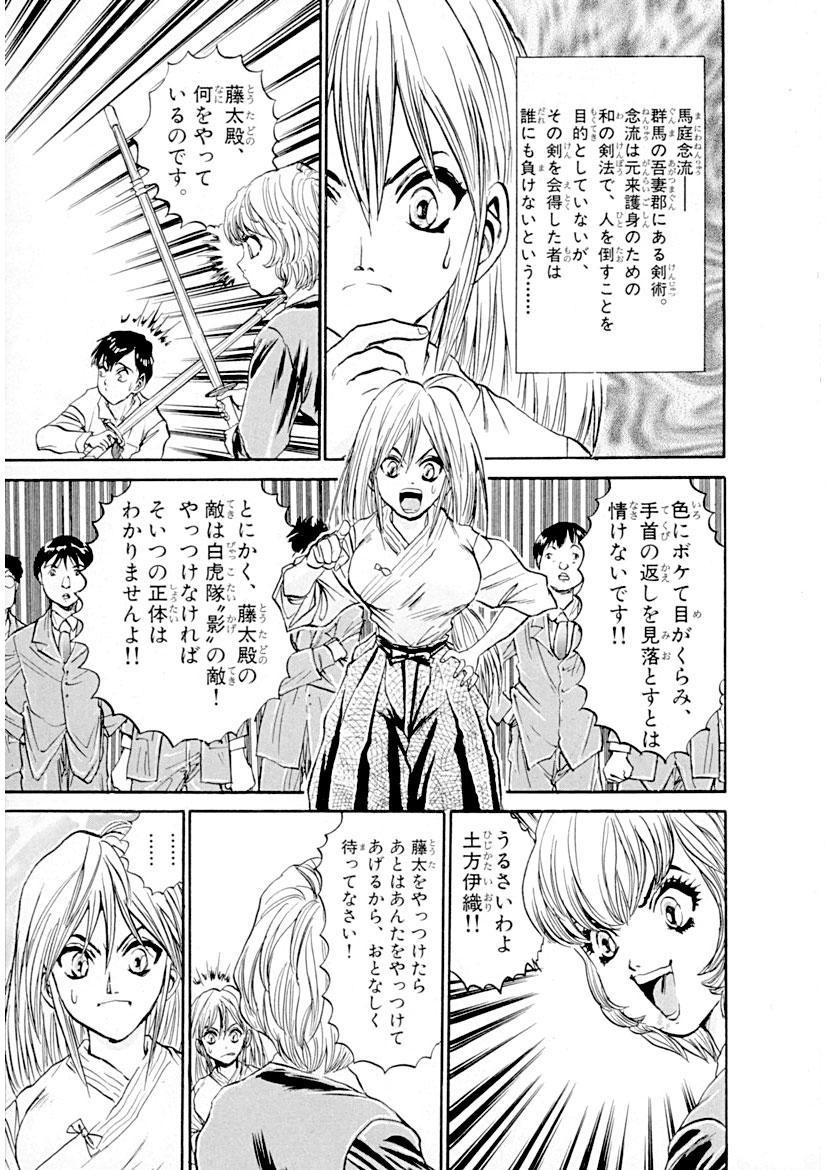 馬庭念流━━
群馬の吾妻郡にある剣術。
念流は元来護身のための
和の剣法で、人を倒すことを
目的としていないが、
その剣を会得した者は
誰にも負けないという……
藤太殿、
何をやって
いるのです。
色にボケて目がくらみ、
手首の返しを見落とすとは
情けないです!!
とにかく、藤太殿の
敵は白虎隊〝影〟の敵!
やっつけなければ
そいつの正体は
わかりませんよ!!
うるさいわよ
土方伊織!!
藤太をやっつけたら
あとはあんたをやっつけて
あげるから、おとなしく
待ってなさい!
……
……